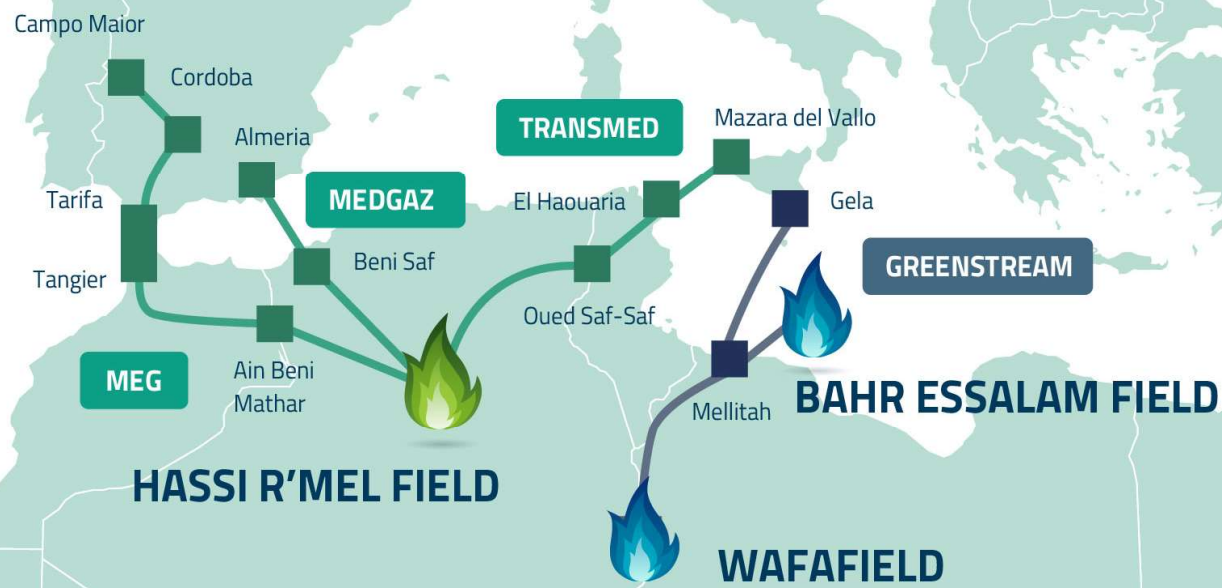 Campo Maior
Cordoba
Almeria
TRANSMED
Mazara del Vallo
Tarifa
MEDGAZ
El Haouaria
Gela
Tangier
Beni Saf
GREENSTREAM
Oued Saf-Saf
MEG
Ain Beni
Mathar
Mellitah
BAHR ESSALAM FIELD
HASSI R'MEL FIELD
WAFAFIELD